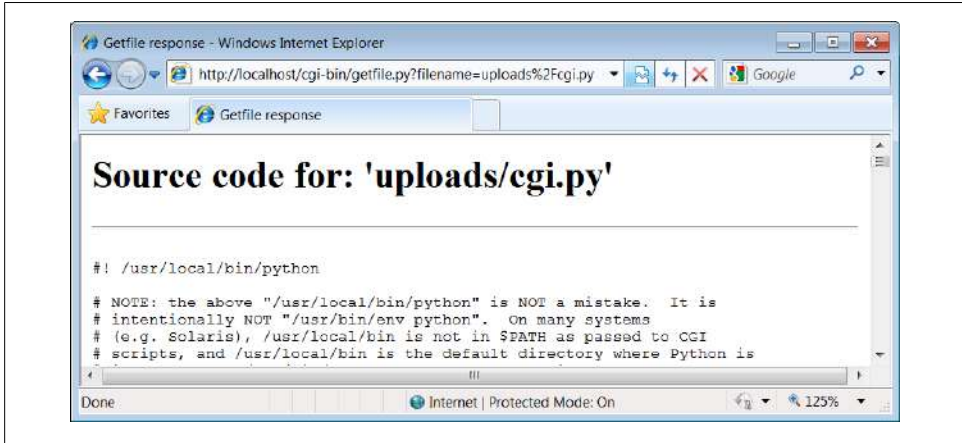 Getfile response - Windows Internet Explorer
http://localhost/cgi-bin/getfile.py?filename=uploads%2Fcgi.py
Google
Favorites
Getfile response
Source code for: 'uploads/cgi.py'
#! /usr/local/bin/python
# NOTE: the above "/usr/local/bin/python" is NOT a mistake.  It is
# intentionally NOT "/usr/bin/env python".  On many systems
# (e.g. Solaris), /usr/local/bin is not in $PATH as passed to CGI
# scripts, and /usr/local/bin is the default directory where Python is
Done
Internet | Protected Mode: On
125%